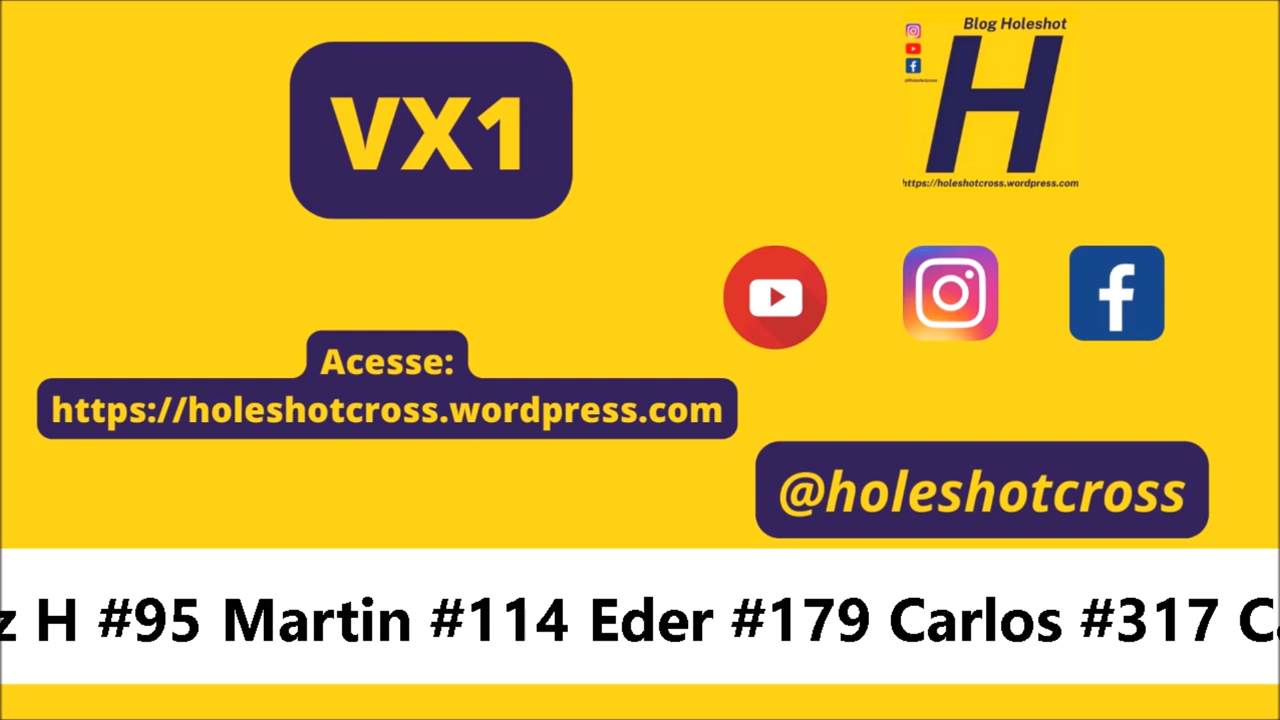 Blog Holeshot
H
https://holeshotcross.wordpress.com
VX1
Acesse:
https://holeshotcross.wordpress.com
@holeshotcross
z H #95 Martin #114 Eder #179 Carlos #317 C